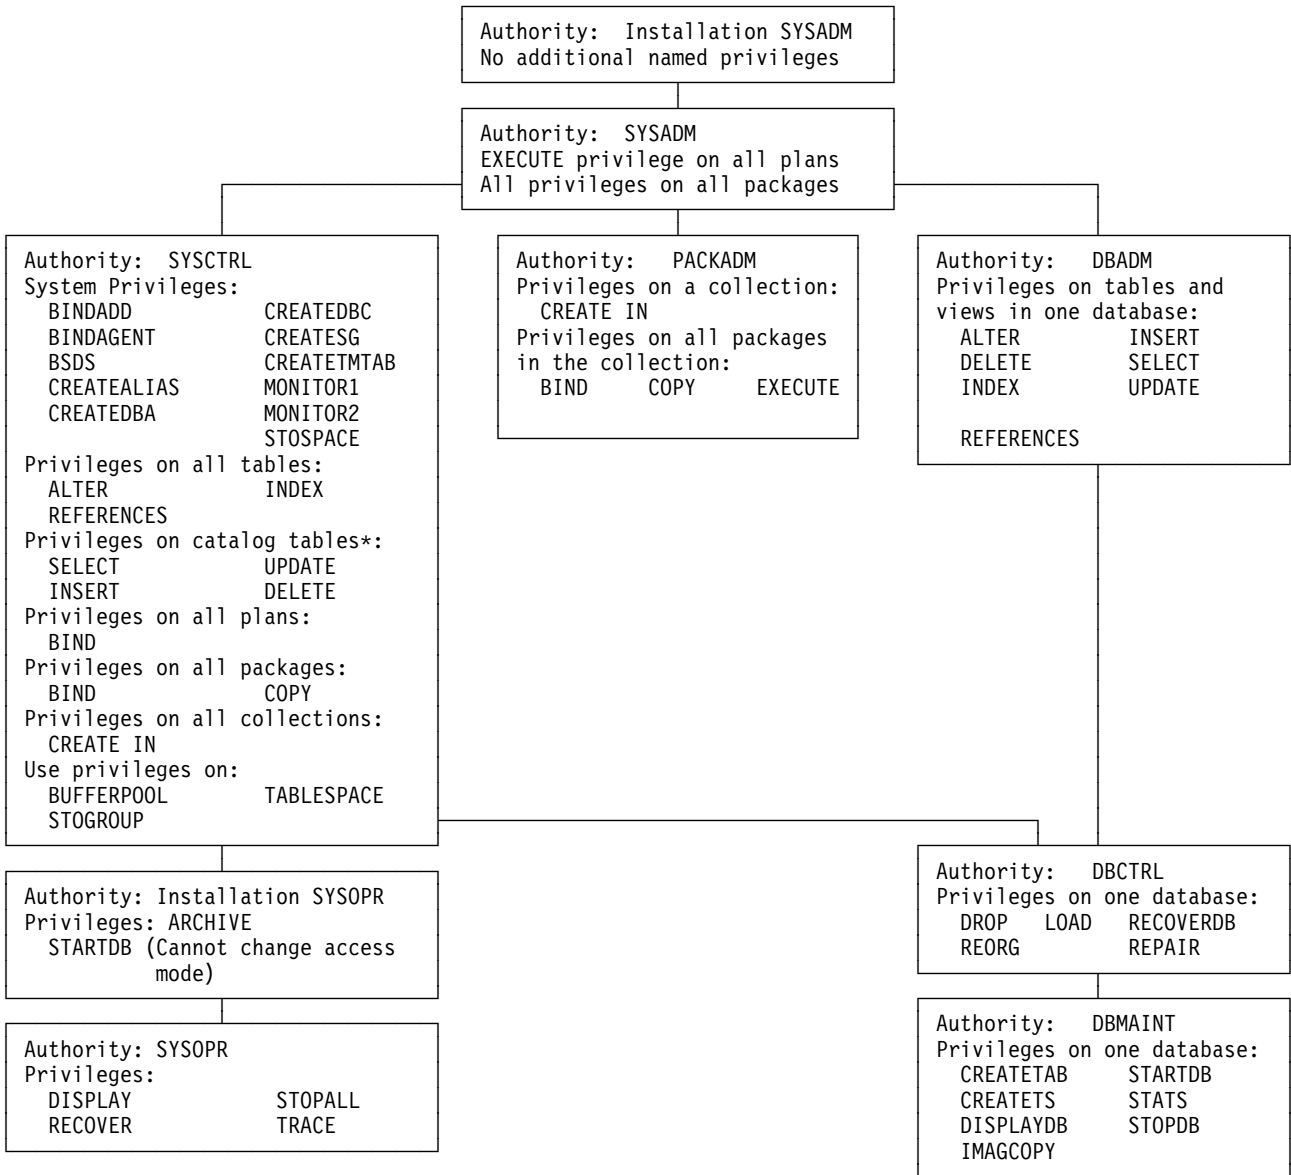 Authority:  Installation SYSADM
No additional named privileges
Authority:  SYSADM
EXECUTE privilege on all plans
All privileges on all packages
Authority:  SYSCTRL
System Privileges:
BINDADD CREATEDBC
BINDAGENT CREATESG
BSDS CREATETMTAB
CREATEALIAS MONITOR1
CREATEDBA MONITOR2
STOSPACE
Privileges on all tables:
ALTER INDEX
REFERENCES
Privileges on catalog tables*:
SELECT UPDATE
INSERT DELETE
Privileges on all plans:
BIND
Privileges on all packages:
BIND COPY
Privileges on all collections:
CREATE IN
Use privileges on:
BUFFERPOOL TABLESPACE
STOGROUP
Authority:   PACKADM
Privileges on a collection:
CREATE IN
Privileges on all packages
in the collection:
BIND COPY EXECUTE
Authority:   DBADM
Privileges on tables and
views in one database:
ALTER INSERT
DELETE SELECT
INDEX UPDATE
REFERENCES
Authority: Installation SYSOPR
Privileges: ARCHIVE
STARTDB (Cannot change access
mode)
Authority: SYSOPR
Privileges:
DISPLAY STOPALL
RECOVER TRACE
Authority:   DBCTRL
Privileges on one database:
DROP LOAD RECOVERDB
REORG REPAIR
Authority:   DBMAINT
Privileges on one database:
CREATETAB STARTDB
CREATETS STATS
DISPLAYDB STOPDB
IMAGCOPY